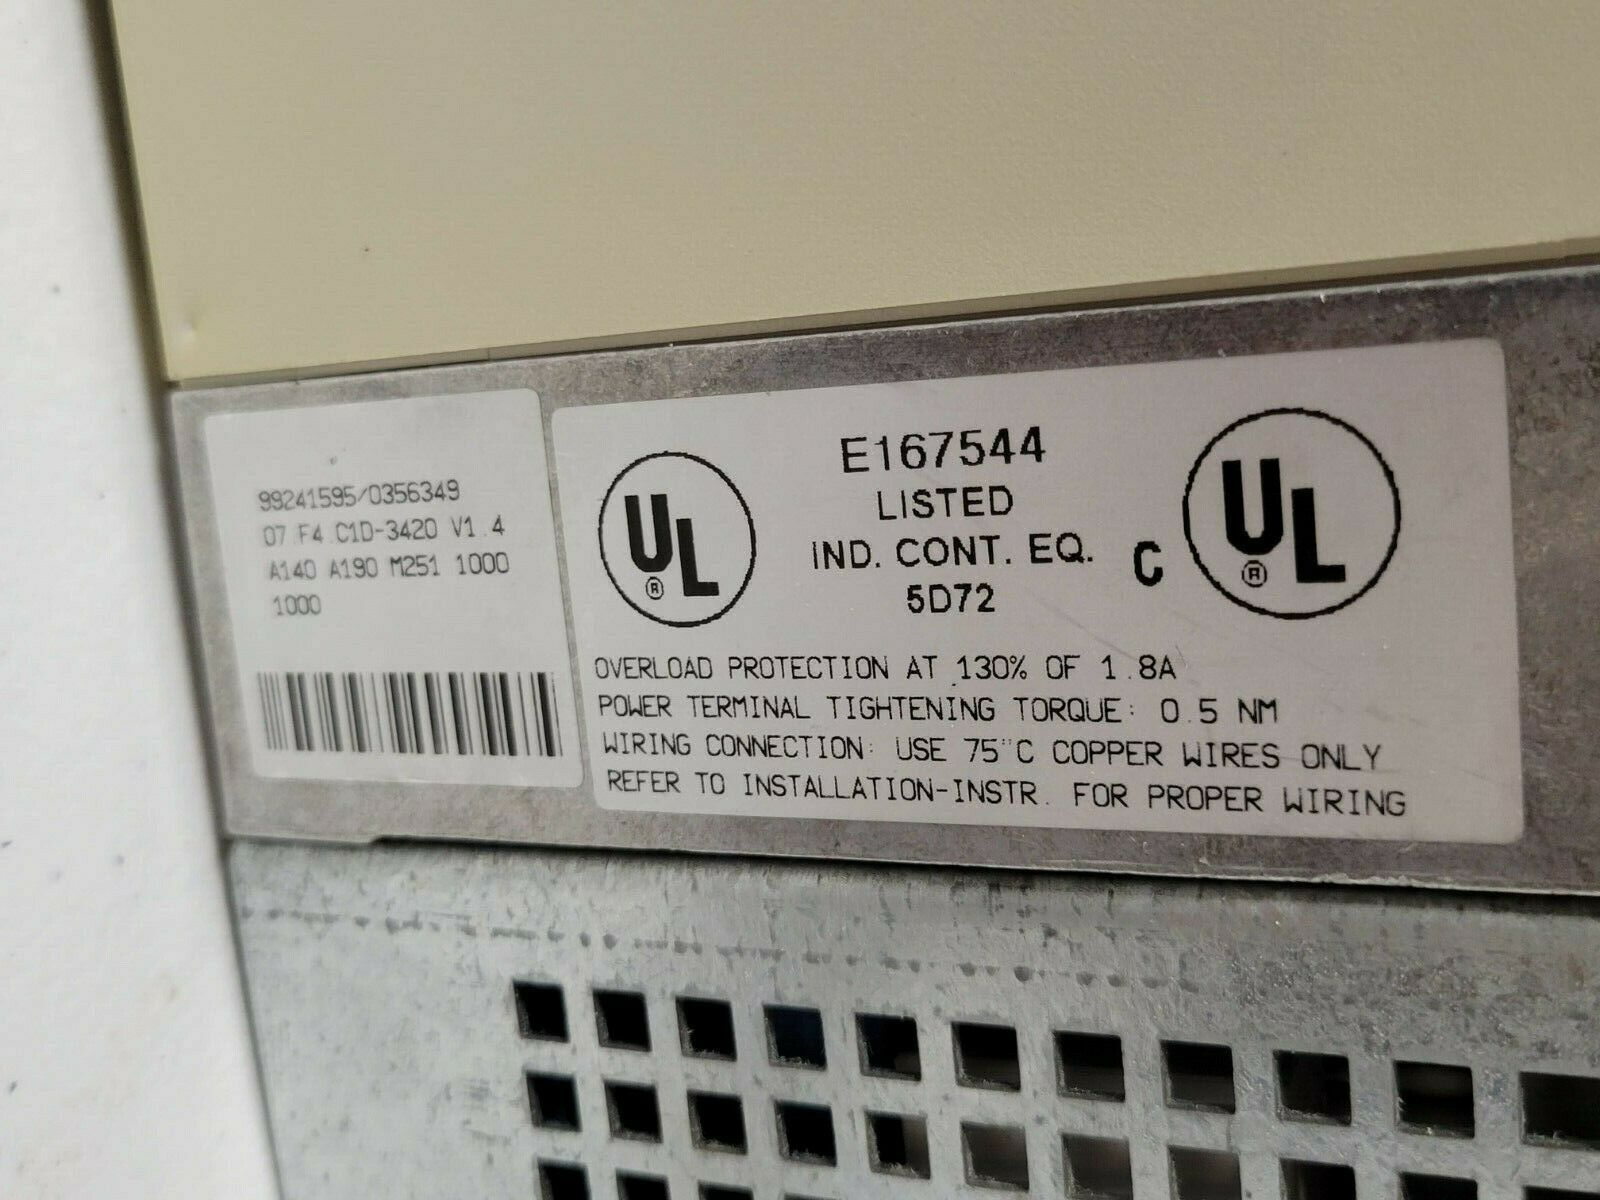 99241595/0356349
07 F4 C1D-3420 V1.4
A140 A190 M251 1000
1000
UL
®
E167544
LISTED
IND. CONT. EQ.
5D72
C UL
®
OVERLOAD PROTECTION AT 130% OF 1.8A
POWER TERMINAL TIGHTENING TORQUE: 0.5 NM
WIRING CONNECTION: USE 75°C COPPER WIRES ONLY
REFER TO INSTALLATION-INSTR. FOR PROPER WIRING